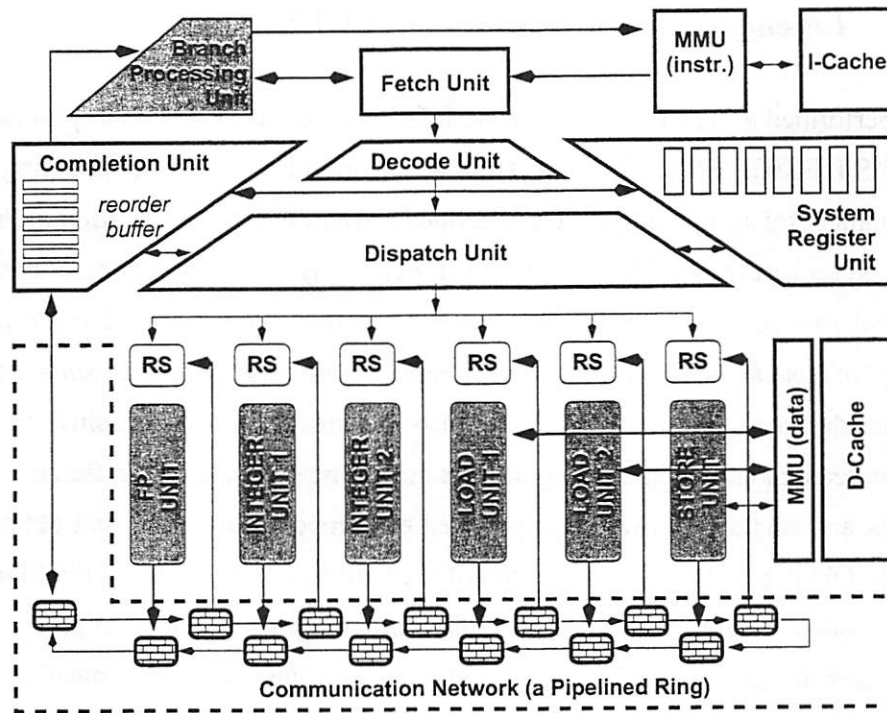 Branch
Processing
Unit
Fetch Unit
MMU
(instr.)
I-Cache
Completion Unit
reorder
buffer
Decode Unit
System
Register
Unit
Dispatch Unit
RS
RS
RS
RS
RS
RS
FP
UNIT
INTEGER
UNIT 1
INTEGER
UNIT 2
LOAD
UNIT 1
LOAD
UNIT 2
STORE
UNIT
MMU (data)
D-Cache
Communication Network (a Pipelined Ring)